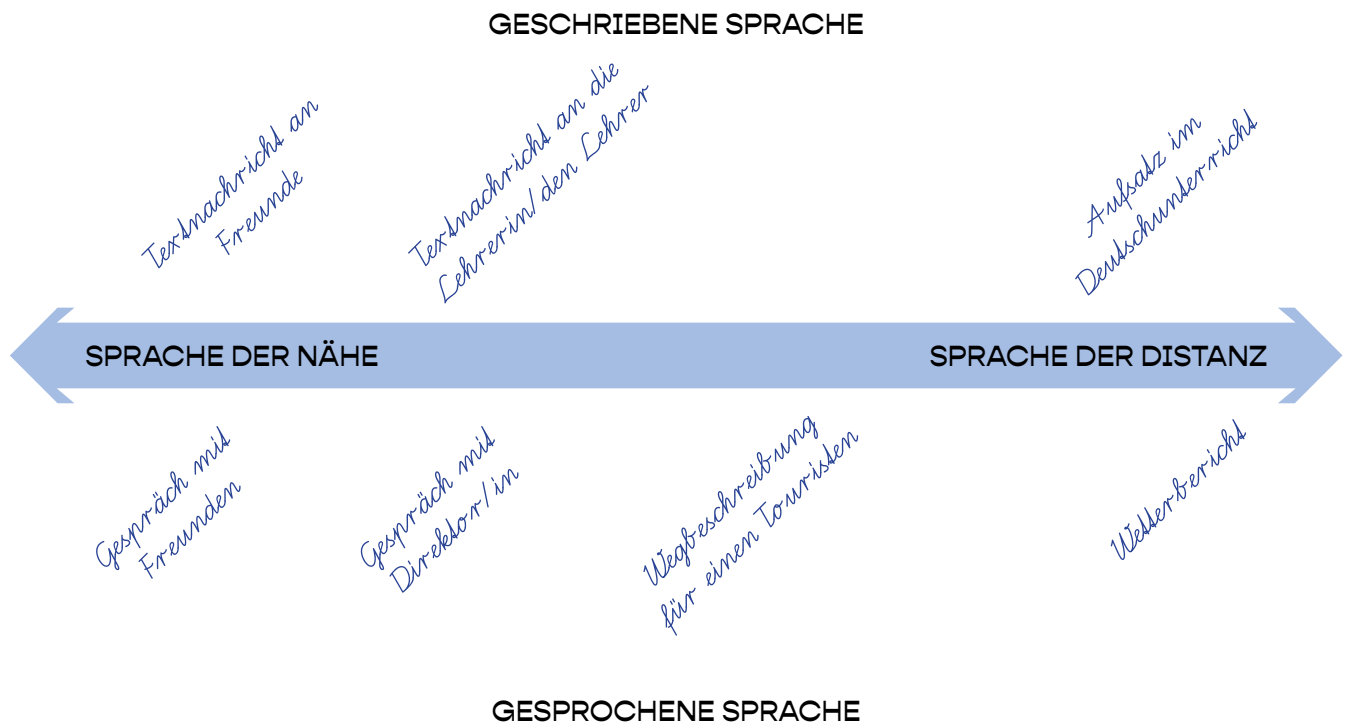 GESCHRIEBENE SPRACHE
Textnachricht an
Freunde
Textnachricht an die
Lehrerin/den Lehrer
Aufsatz im
Deutschunterricht
SPRACHE DER NÄHE
SPRACHE DER DISTANZ
Gespräch mit
Freunden
Gespräch mit
Direktor/in
Wegbeschreibung
für einen Touristen
Wetterbericht
GESPROCHENE SPRACHE